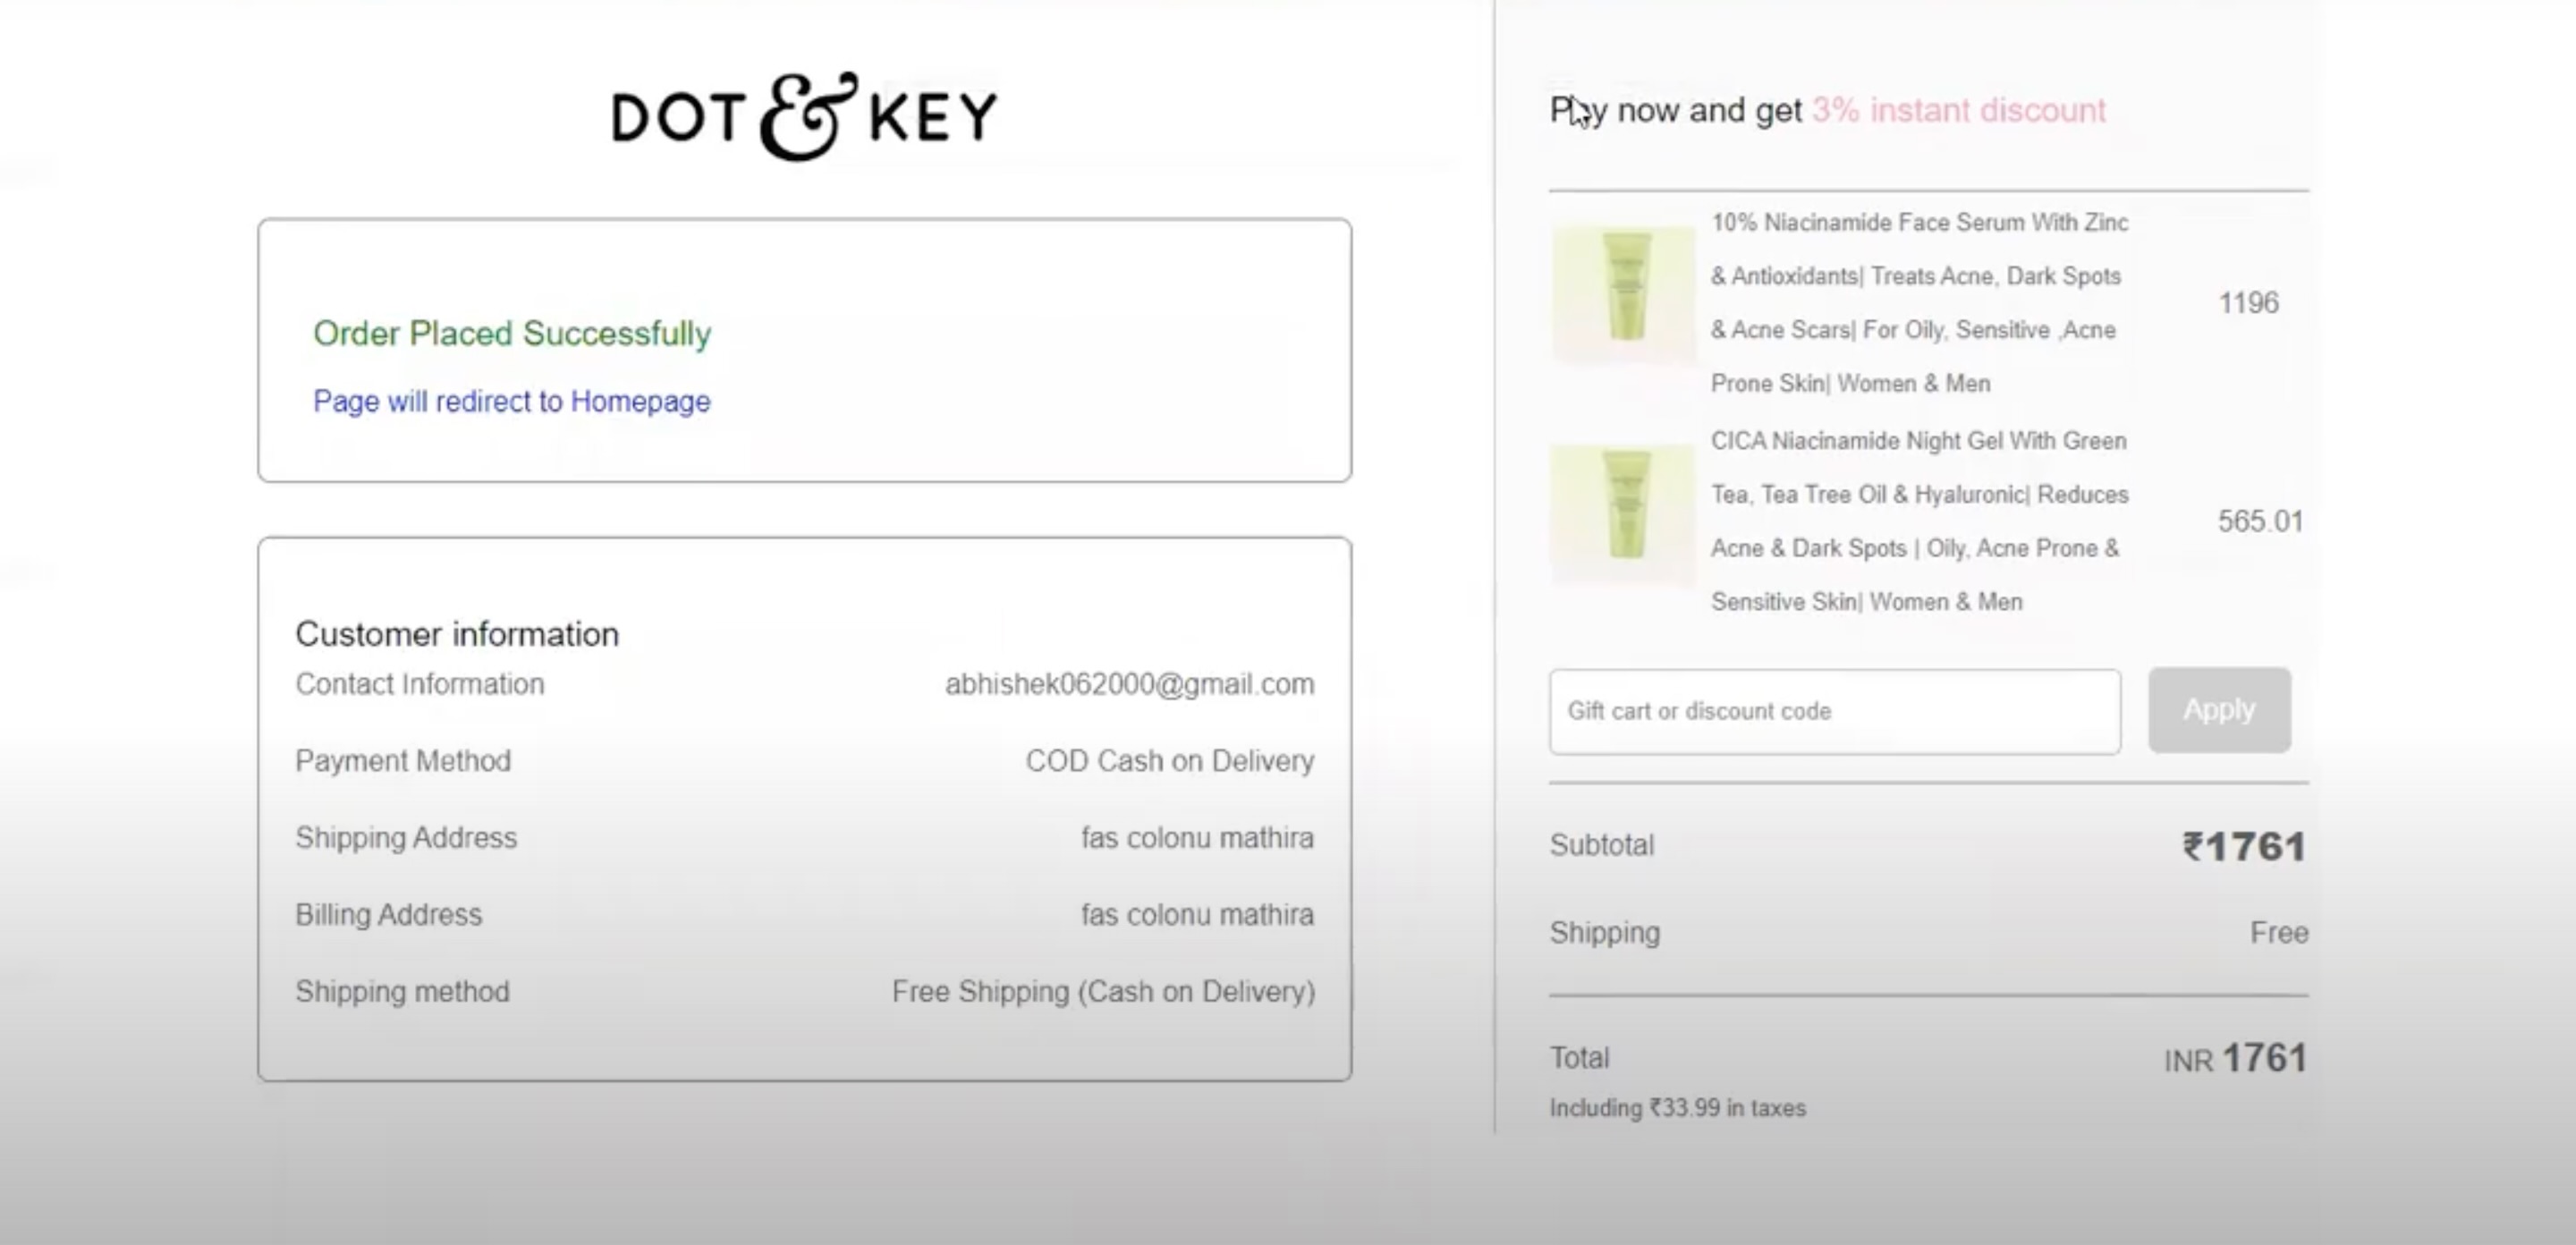 DOT & KEY
Order Placed Successfully
Page will redirect to Homepage
Customer information
Contact Information abhishek062000@gmail.com
Payment Method COD Cash on Delivery
Shipping Address fas colonu mathira
Billing Address fas colonu mathira
Shipping method Free Shipping (Cash on Delivery)
Pay now and get 3% instant discount
10% Niacinamide Face Serum With Zinc
& Antioxidants| Treats Acne, Dark Spots
& Acne Scars| For Oily, Sensitive ,Acne
Prone Skin| Women & Men
1196
CICA Niacinamide Night Gel With Green
Tea, Tea Tree Oil & Hyaluronic| Reduces
Acne & Dark Spots | Oily, Acne Prone &
Sensitive Skin| Women & Men
565.01
Gift cart or discount code
Apply
Subtotal ₹1761
Shipping Free
Total INR 1761
Including ₹33.99 in taxes